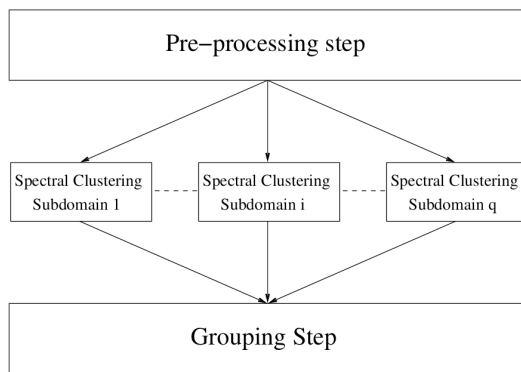 Pre-processing step
Spectral Clustering
Subdomain 1
Spectral Clustering
Subdomain i
Spectral Clustering
Subdomain q
Grouping Step